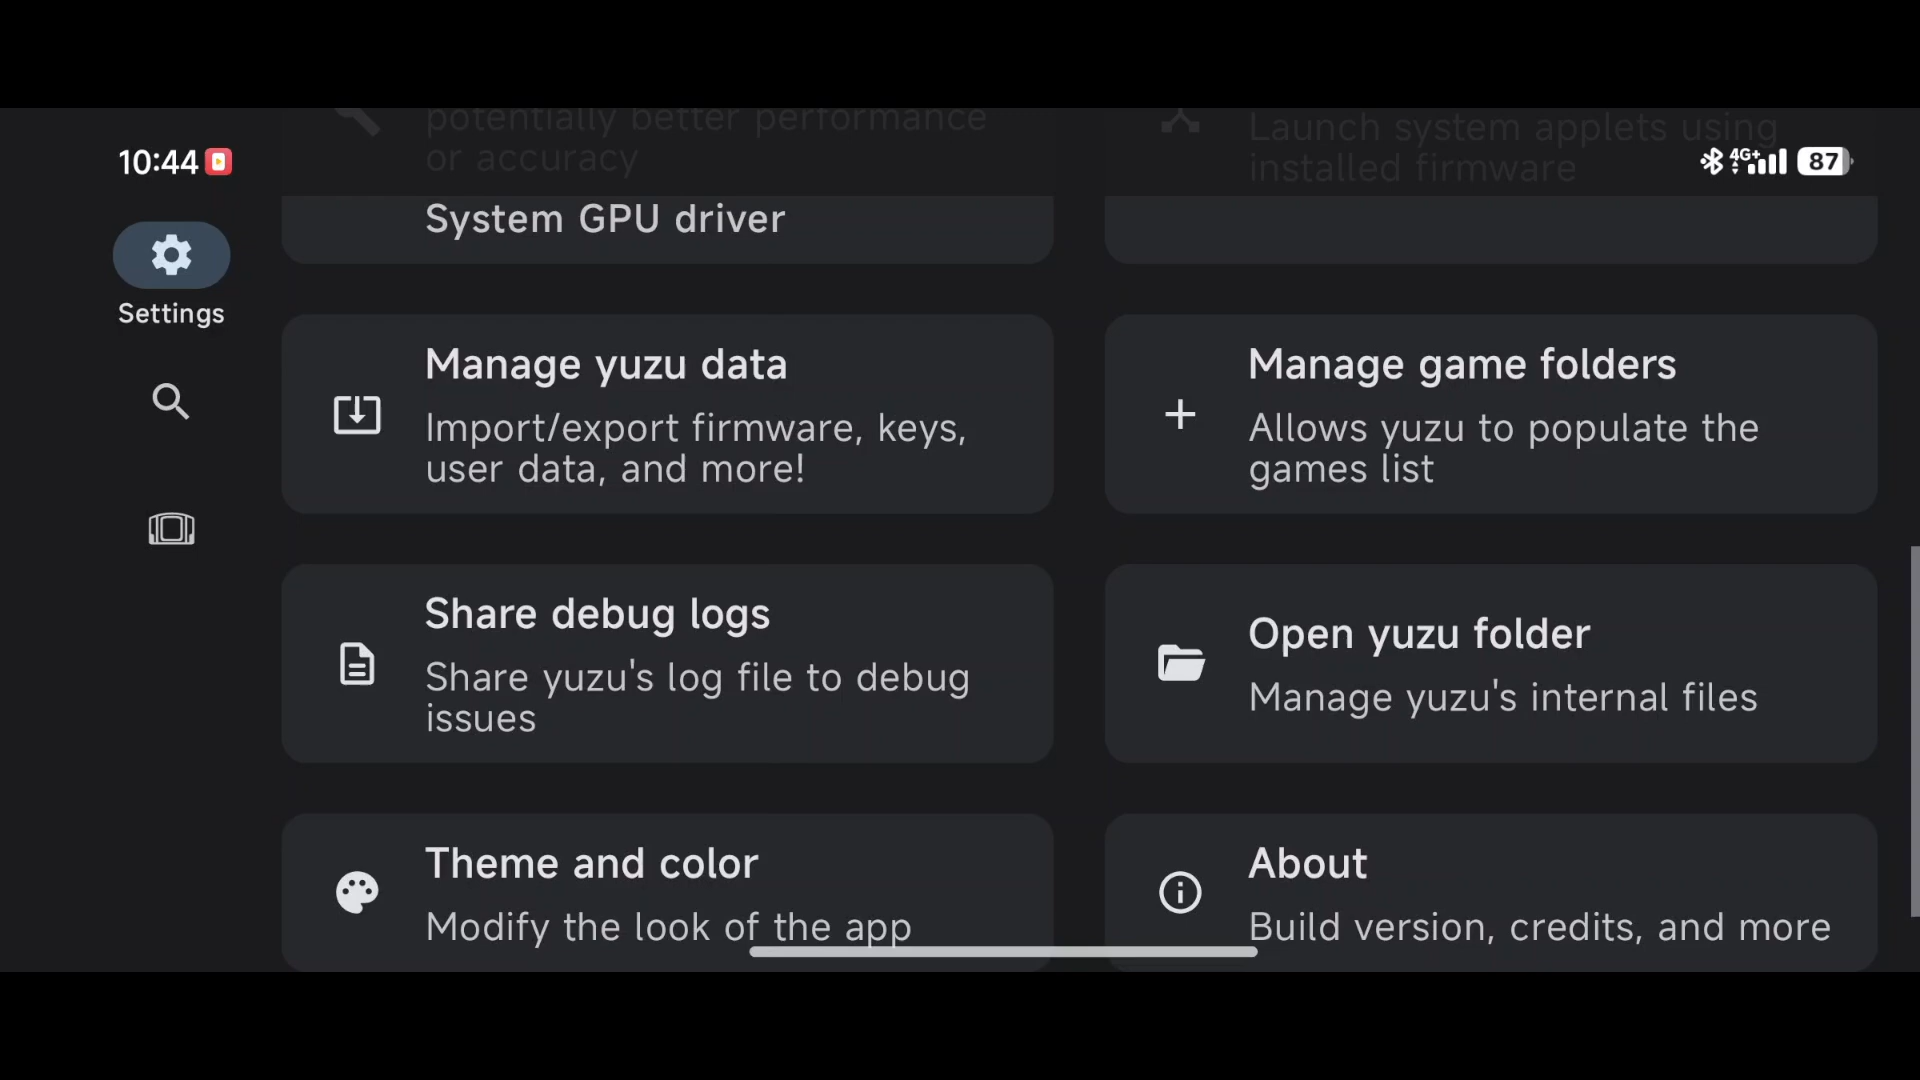 potentially better performance
or accuracy
System GPU driver
Launch system applets using
installed firmware
10:44
4G+
87
Settings
Manage yuzu data
Import/export firmware, keys,
user data, and more!
Manage game folders
Allows yuzu to populate the
games list
Share debug logs
Share yuzu's log file to debug
issues
Open yuzu folder
Manage yuzu's internal files
Theme and color
Modify the look of the app
About
Build version, credits, and more